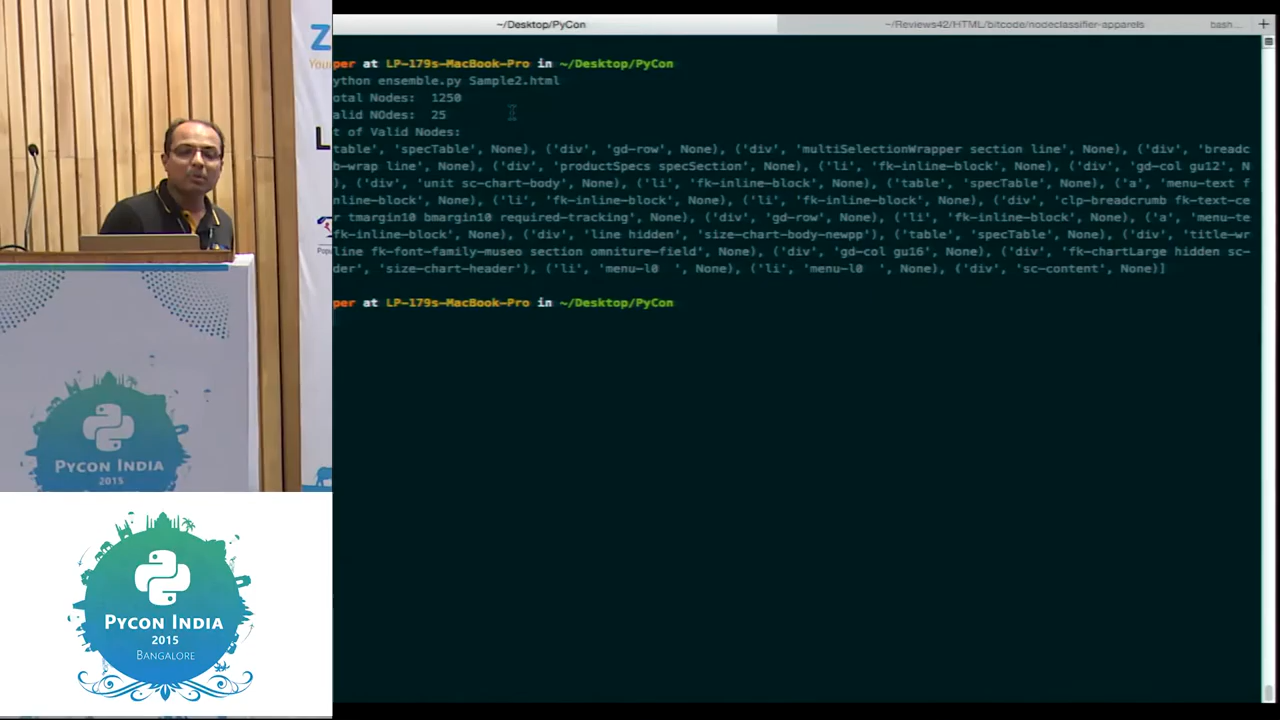 ~/Desktop/PyCon
~/Reviews42/HTML/bitcode/nodeclassifier-apparels
bash...
per at LP-179s-MacBook-Pro in ~/Desktop/PyCon
ython ensemble.py Sample2.html
otal Nodes: 1250
alid NOdes: 25
t of Valid Nodes:
table', 'specTable', None), ('div', 'gd-row', None), ('div', 'multiSelectionWrapper section line', None), ('div', 'breadc
b-wrap line', None), ('div', 'productSpecs specSection', None), ('li', 'fk-inline-block', None), ('div', 'gd-col gu12', N
, ('div', 'unit sc-chart-body', None), ('li', 'fk-inline-block', None), ('table', 'specTable', None), ('a', 'menu-text f
None), ('li', 'fk-inline-block', None), ('li', 'fk-inline-block', None), ('div', 'clp-breadcrumb fk-text-ce
r tmargin10 bmargin10 required-tracking', None), ('div', 'gd-row', None), ('li', 'fk-inline-block', None), ('a', 'menu-te
fk-inline-block', None), ('div', 'line hidden', 'size-chart-body-newpp'), ('table', 'specTable', None), ('div', 'title-wr
line fk-font-family-museo section omniture-field', None), ('div', 'gd-col gu16', None), ('div', 'fk-chartLarge hidden sc-
der', 'size-chart-header'), ('li', 'menu-l0 ', None), ('li', 'menu-l0 ', None), ('div', 'sc-content', None)]
per at LP-179s-MacBook-Pro in ~/Desktop/PyCon
Z
You
L
PYCON INDIA
2015
PYCON INDIA
2015
BANGALORE